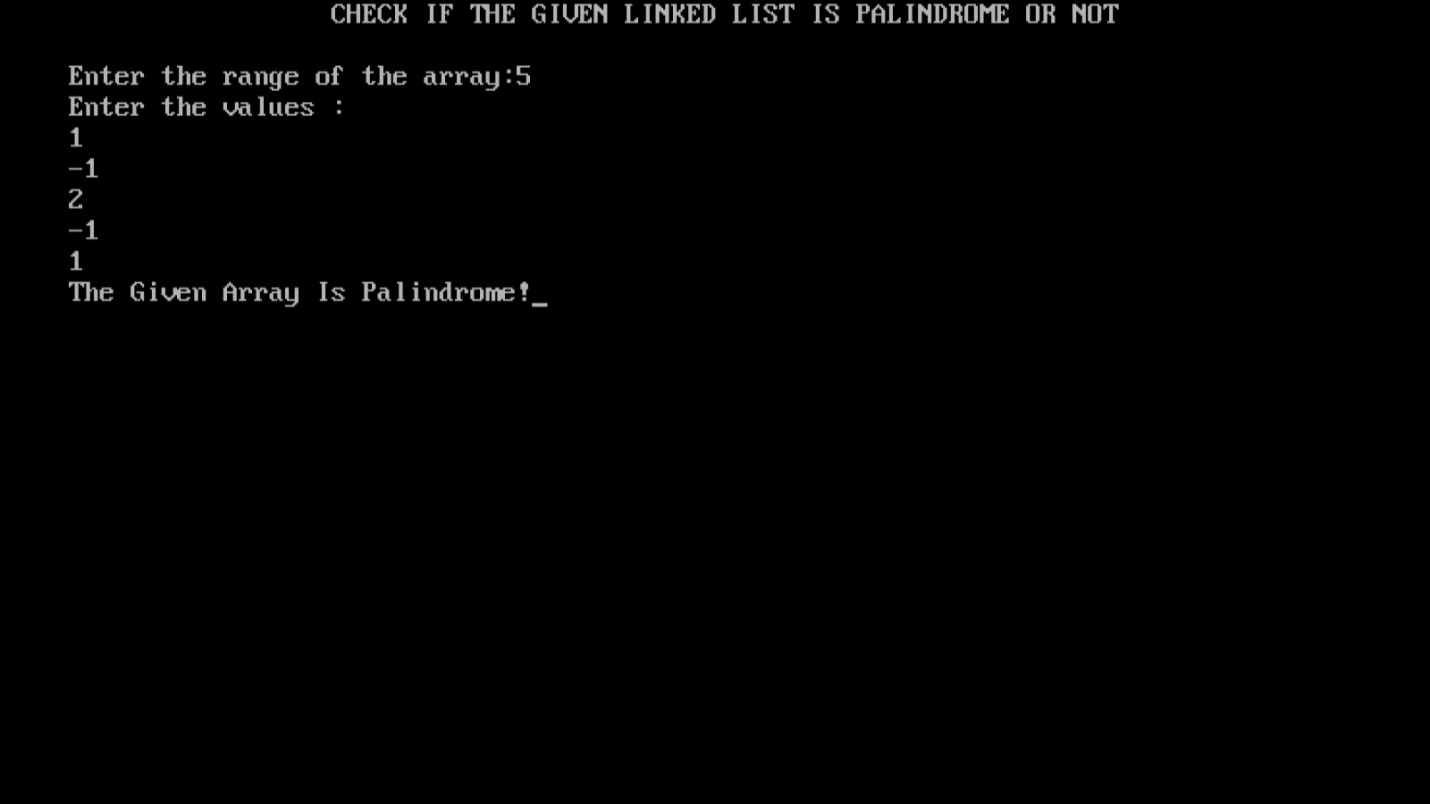 CHECK IF THE GIVEN LINKED LIST IS PALINDROME OR NOT
Enter the range of the array:5
Enter the values :
1
-1
2
-1
1
The Given Array Is Palindrome!_